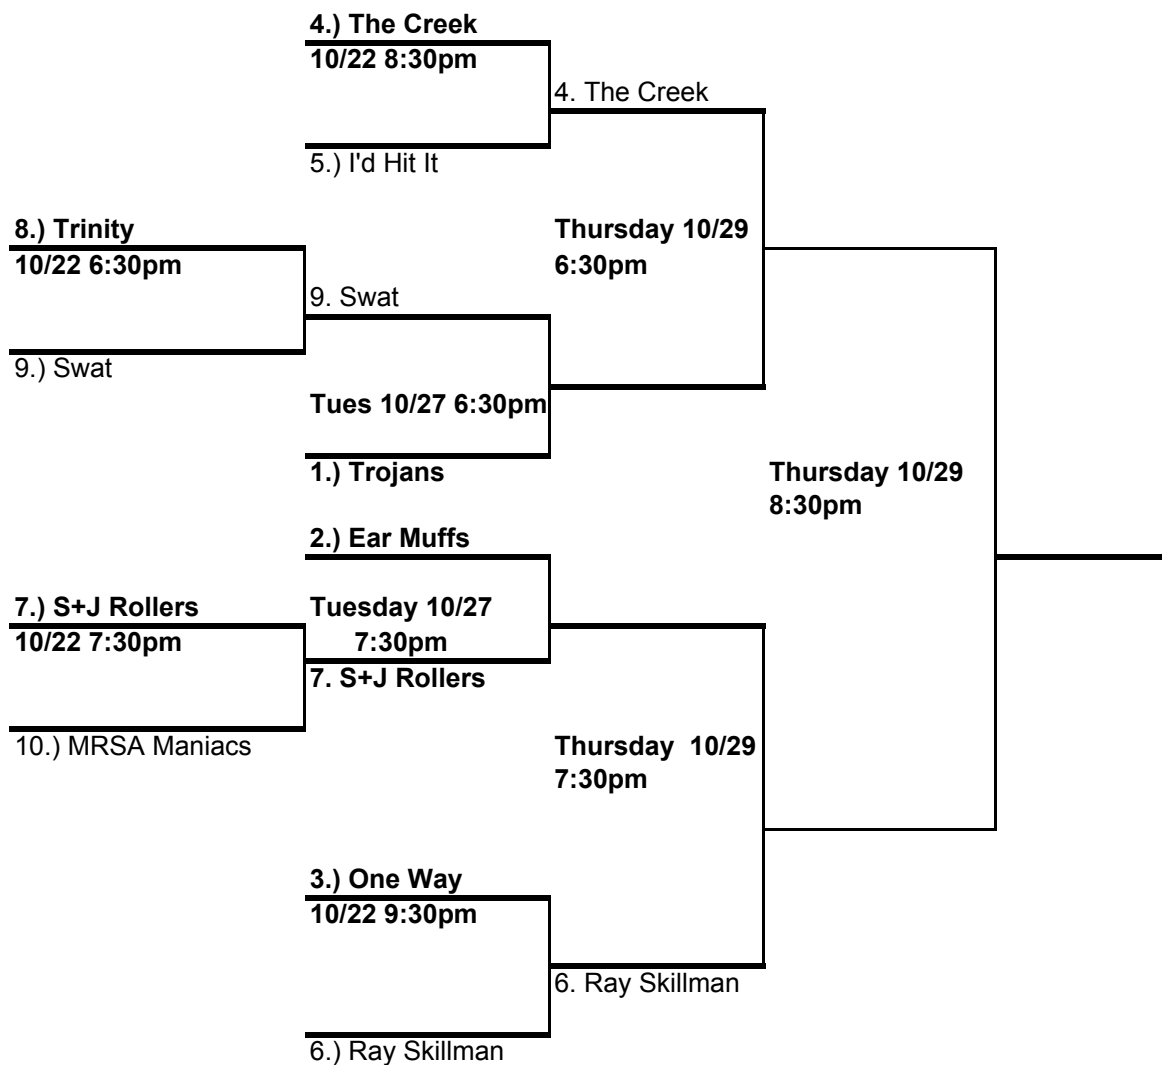 4.) The Creek
10/22 8:30pm
4. The Creek
5.) I'd Hit It
8.) Trinity
Thursday 10/29
10/22 6:30pm
6:30pm
9. Swat
9.) Swat
Tues 10/27 6:30pm
1.) Trojans
Thursday 10/29
8:30pm
2.) Ear Muffs
7.) S+J Rollers
Tuesday 10/27
10/22 7:30pm
7:30pm
7. S+J Rollers
10.) MRSA Maniacs
Thursday  10/29
7:30pm
3.) One Way
10/22 9:30pm
6. Ray Skillman
6.) Ray Skillman